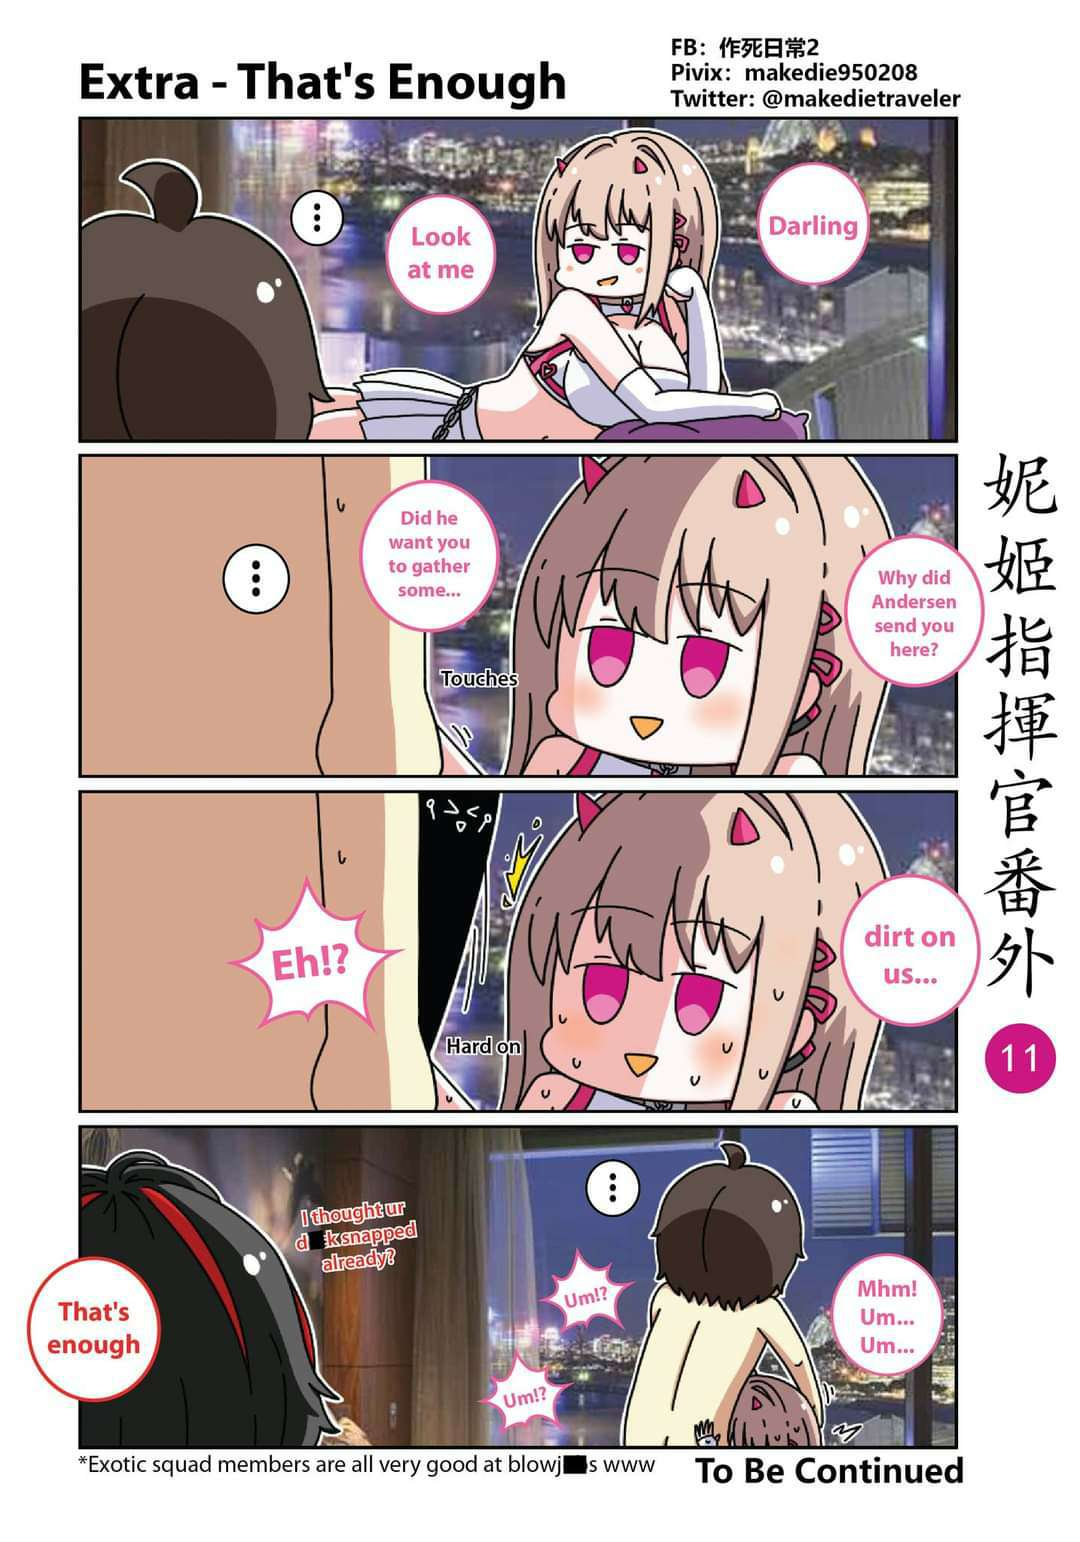 Extra - That's Enough
FB: 作死日常2
Pivix: makedie950208
Twitter: @makedietraveler
Darling
Look
at me
Why did
Andersen
send you
here?
Did he
want you
to gather
some...
Touches
dirt on
us...
Eh!?
Hard on
Mhm!
Um...
Um...
Um!?
Um!?
I thought ur
d█k snapped
already?
That's
enough
*Exotic squad members are all very good at blowj█s www
To Be Continued
妮姬指揮官番外
11